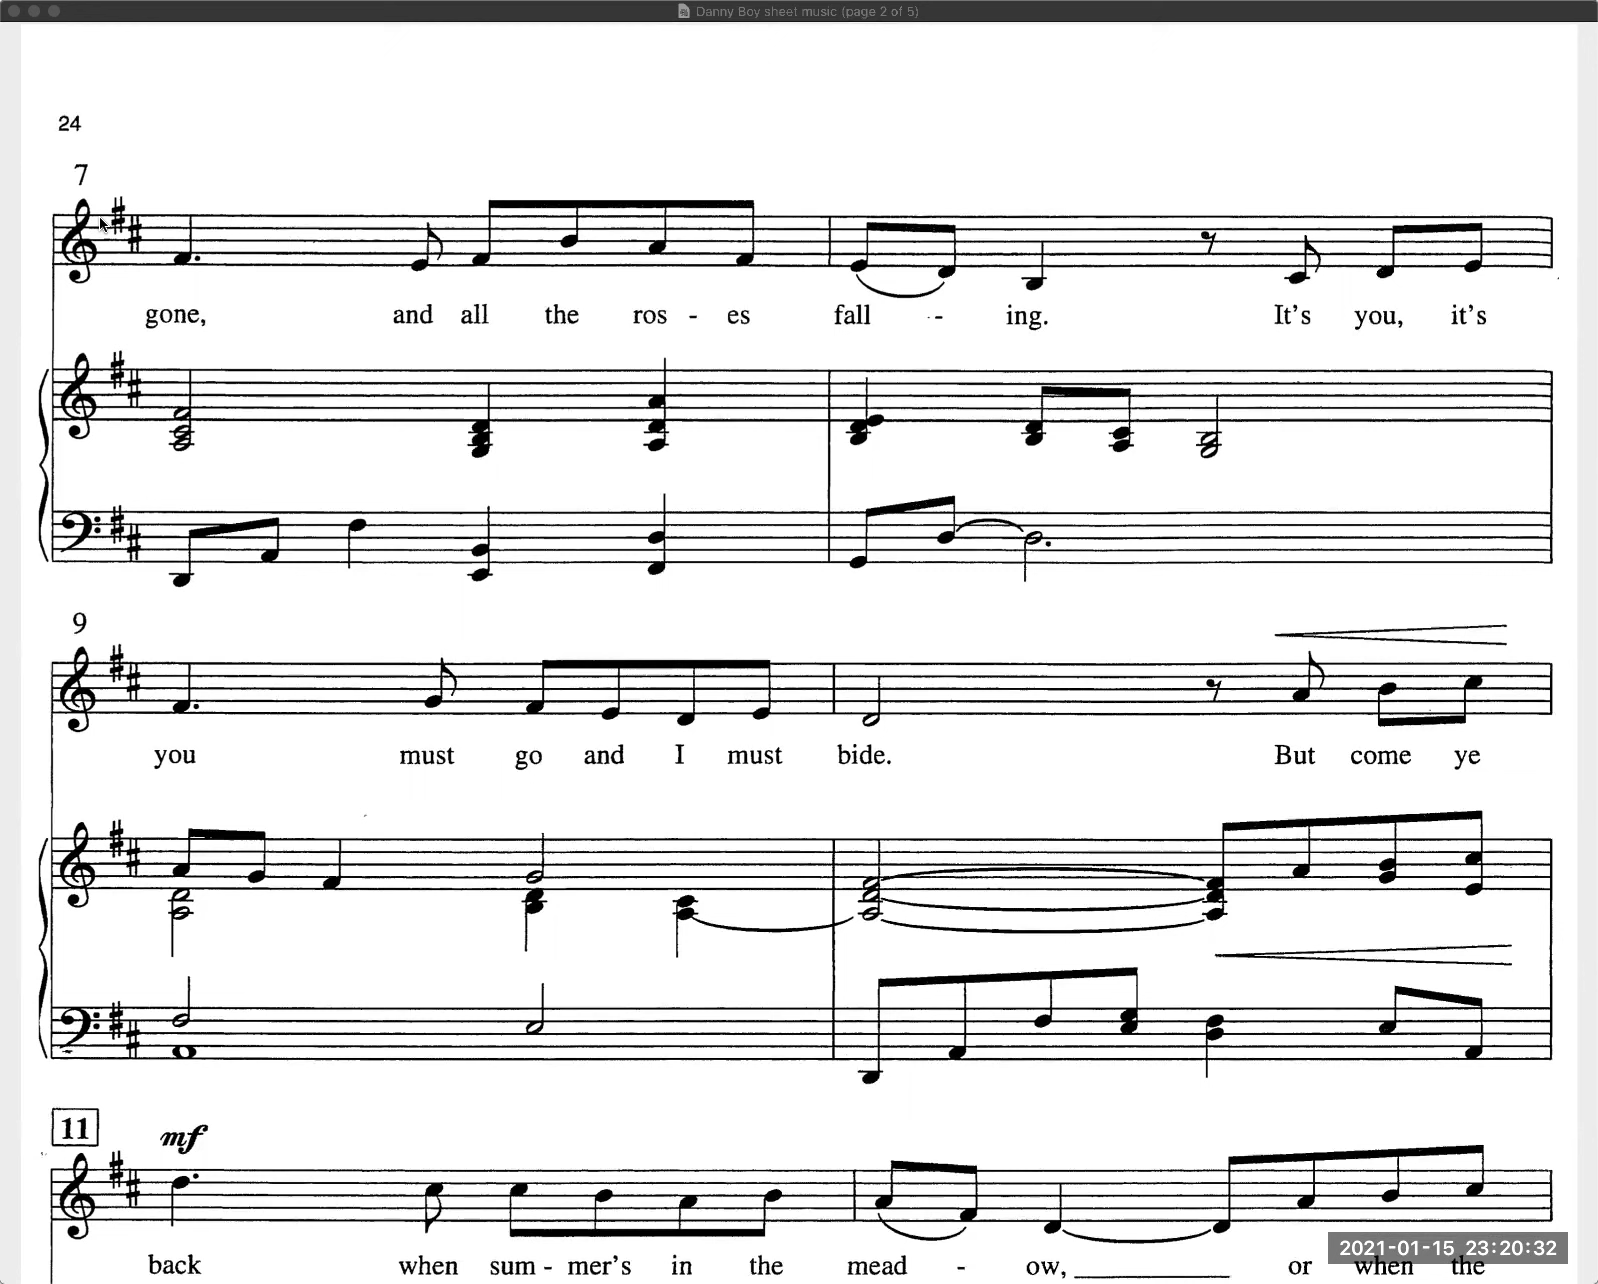 Danny Boy sheet music (page 2 of 5)
24
7
gone, and all the ros - es fall - ing. It's you, it's
9
you must go and I must bide. But come ye
11
mf
back when sum - mer's in the mead - ow, or when the
2021-01-15 23:20:32